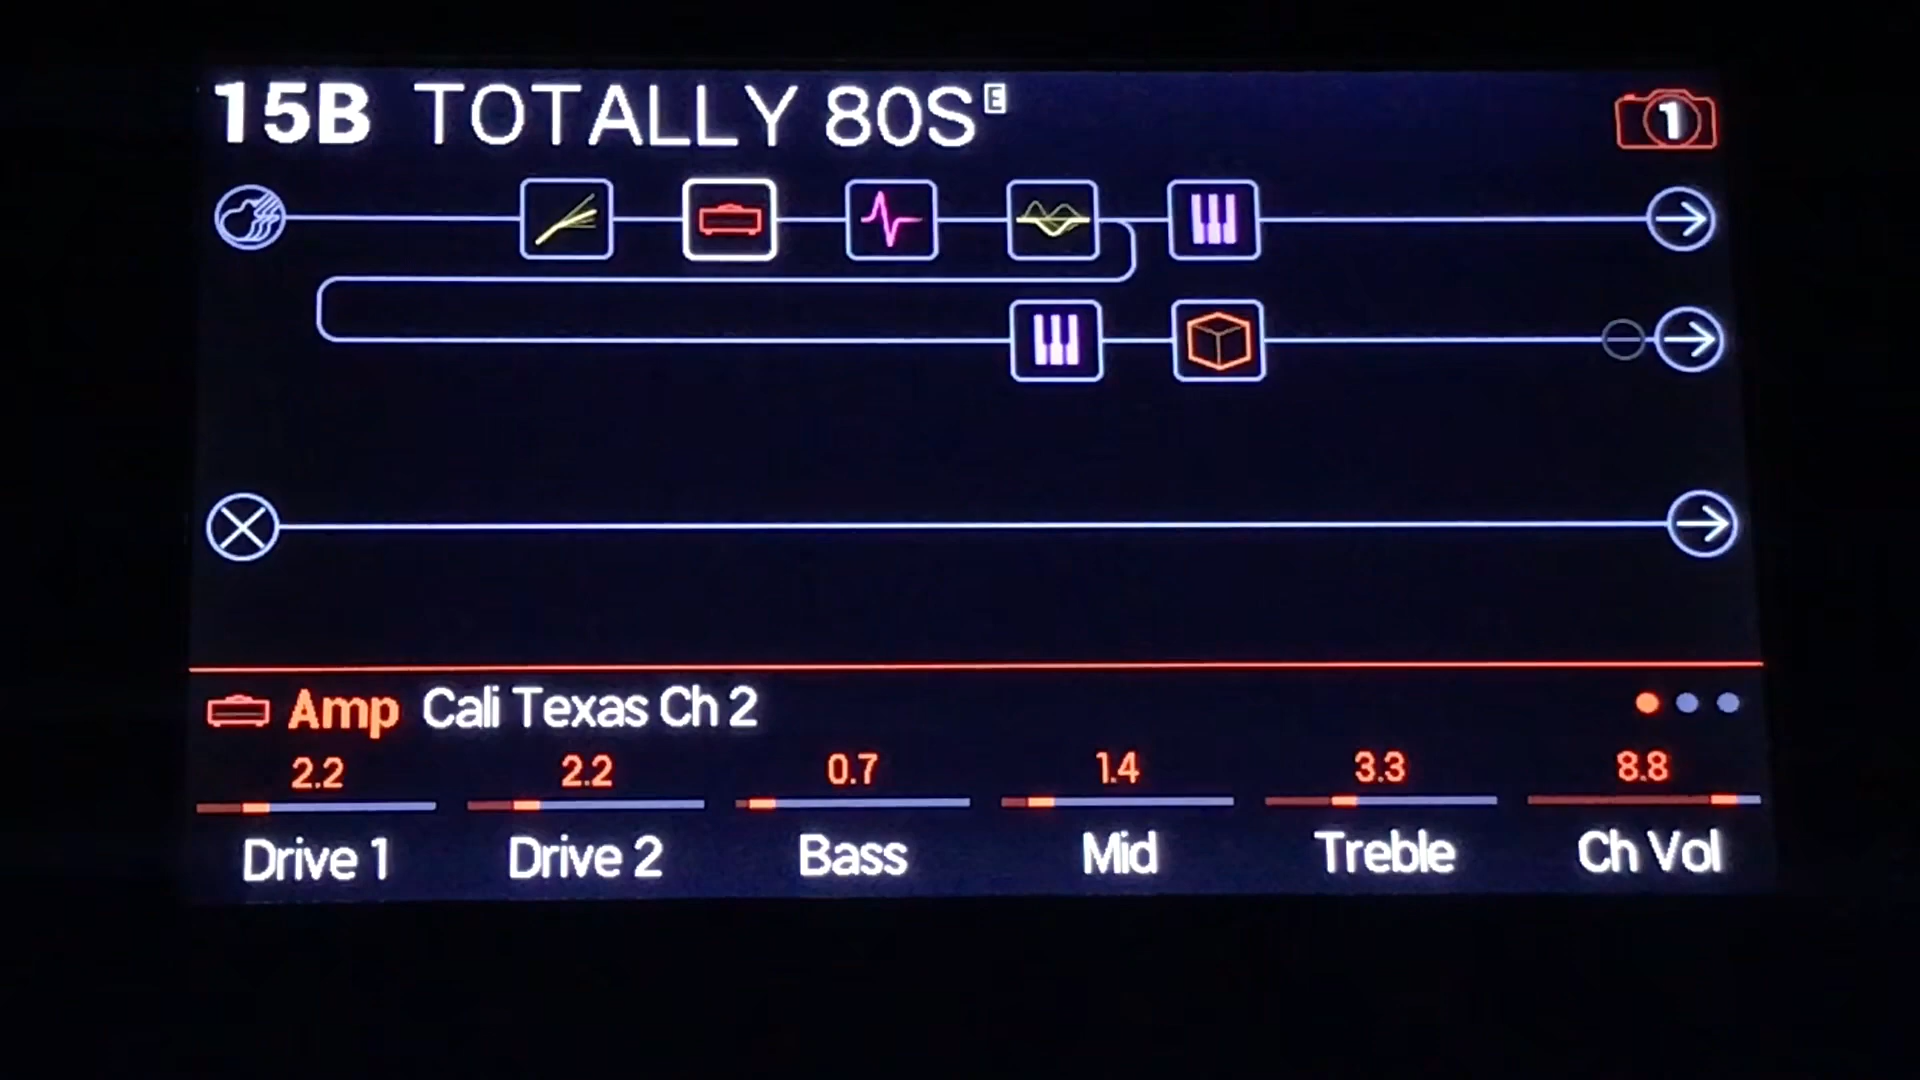 15B TOTALLY 80S E 1
Amp Cali Texas Ch 2
2.2 2.2 0.7 1.4 3.3 8.8
Drive 1 Drive 2 Bass Mid Treble Ch Vol